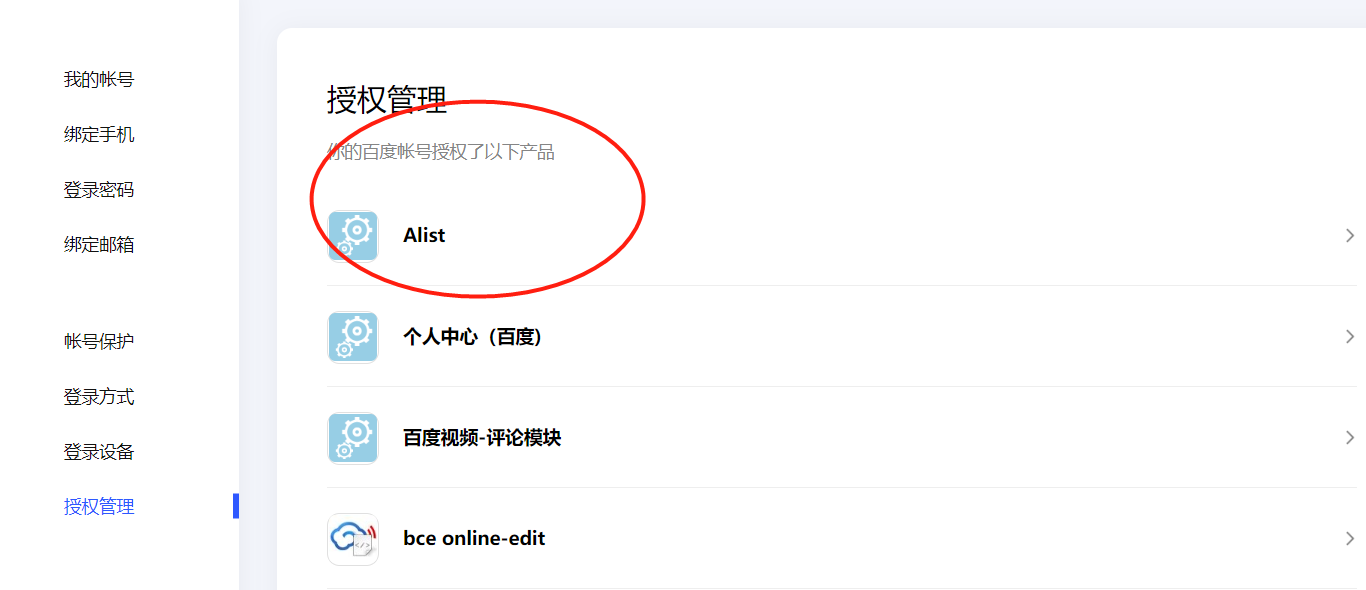 我的帐号
绑定手机
登录密码
绑定邮箱
帐号保护
登录方式
登录设备
授权管理
授权管理
你的百度帐号授权了以下产品
Alist
个人中心（百度）
百度视频-评论模块
bce online-edit